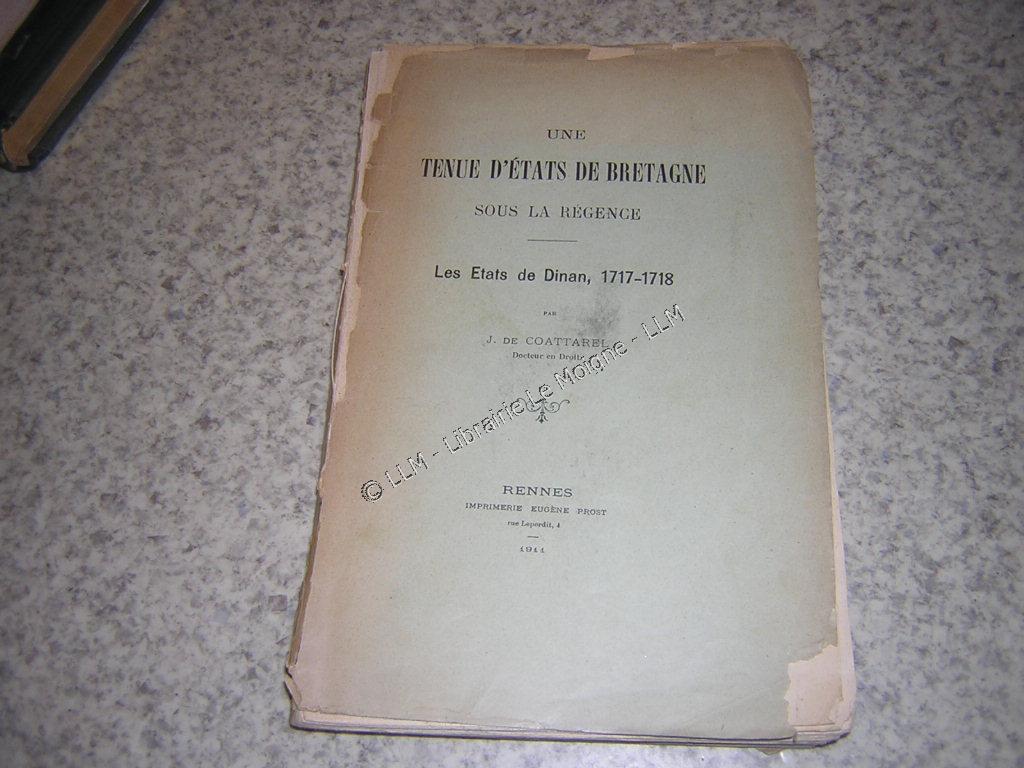 UNE
TENUE D'ÉTATS DE BRETAGNE
SOUS LA RÉGENCE
Les Etats de Dinan, 1717-1718
PAR
J. DE COATTAREL
Docteur en Droit
© LLM - Librairie Le Moigne - LLM
RENNES
IMPRIMERIE EUGÈNE PROST
rue Leperdit, 4
1911